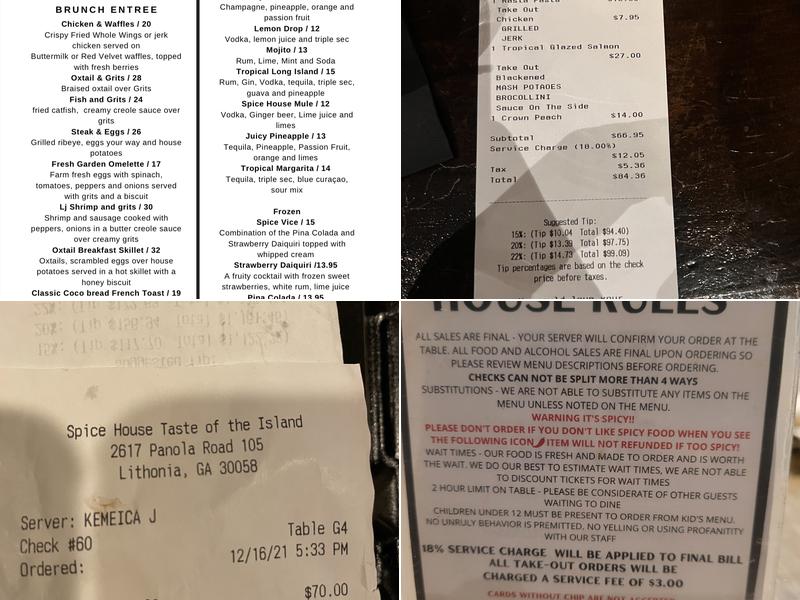 BRUNCH ENTREE
Chicken & Waffles / 20
Crispy Fried Whole Wings or jerk
chicken served on
Buttermilk or Red Velvet waffles, topped
with fresh berries
Oxtail & Grits / 28
Braised oxtail over Grits
Fish and Grits / 24
fried catfish, creamy creole sauce over
grits
Steak & Eggs / 26
Grilled ribeye, eggs your way and house
potatoes
Fresh Garden Omelette / 17
Farm fresh eggs with spinach,
tomatoes, peppers and onions served
with grits and a biscuit
Lj Shrimp and grits / 30
Shrimp and sausage cooked with
peppers, onions in a butter creole sauce
over creamy grits
Oxtail Breakfast Skillet / 32
Oxtails, scrambled eggs over house
potatoes served in a hot skillet with a
honey biscuit
Classic Coco bread French Toast / 19
Champagne, pineapple, orange and
passion fruit
Lemon Drop / 12
Vodka, lemon juice and triple sec
Mojito / 13
Rum, Lime, Mint and Soda
Tropical Long Island / 15
Rum, Gin, Vodka, tequila, triple sec,
guava and pineapple
Spice House Mule / 12
Vodka, Ginger beer, Lime juice and
limes
Juicy Pineapple / 13
Tequila, Pineapple, Passion Fruit,
orange and limes
Tropical Margarita / 14
Tequila, triple sec, blue curaçao,
sour mix
Frozen
Spice Vice / 15
Combination of the Pina Colada and
Strawberry Daiquiri topped with
whipped cream
Strawberry Daiquiri /13.95
A fruity cocktail with frozen sweet
strawberries, white rum, lime juice
Pina Colada / 13.95
1 Rasta Pasta
Take Out
Chicken $7.95
GRILLED
JERK
1 Tropical Glazed Salmon
$27.00
Take Out
Blackened
MASH POTATOES
BROCOLLINI
Sauce On The Side
1 Crown Peach $14.00
Subtotal $66.95
Service Charge (18.00%)
$12.05
Tax $5.36
Total $84.36
Suggested Tip:
15%: (Tip $10.04 Total $94.40)
20%: (Tip $13.39 Total $97.75)
22%: (Tip $14.73 Total $99.09)
Tip percentages are based on the check
price before taxes.
Suggested Tip:
Spice House Taste of the Island
2617 Panola Road 105
Lithonia, GA 30058
Server: KEMEICA J
Check #60 Table G4
Ordered: 12/16/21 5:33 PM
$70.00
HOUSE RULES
ALL SALES ARE FINAL - YOUR SERVER WILL CONFIRM YOUR ORDER AT THE
TABLE. ALL FOOD AND ALCOHOL SALES ARE FINAL UPON ORDERING SO
PLEASE REVIEW MENU DESCRIPTIONS BEFORE ORDERING.
CHECKS CAN NOT BE SPLIT MORE THAN 4 WAYS
SUBSTITUTIONS - WE ARE NOT ABLE TO SUBSTITUTE ANY ITEMS ON THE
MENU UNLESS NOTED ON THE MENU.
WARNING IT'S SPICY!!
PLEASE DON'T ORDER IF YOU DON'T LIKE SPICY FOOD WHEN YOU SEE
THE FOLLOWING ICON ITEM WILL NOT REFUNDED IF TOO SPICY!
WAIT TIMES - OUR FOOD IS FRESH AND MADE TO ORDER AND IS WORTH
THE WAIT. WE DO OUR BEST TO ESTIMATE WAIT TIMES, WE ARE NOT ABLE
TO DISCOUNT TICKETS FOR WAIT TIMES
2 HOUR LIMIT ON TABLE - PLEASE BE CONSIDERATE OF OTHER GUESTS
WAITING TO DINE
CHILDREN UNDER 12 MUST BE PRESENT TO ORDER FROM KID'S MENU.
NO UNRULY BEHAVIOR IS PREMITTED, NO YELLING OR USING PROFANITITY
WITH OUR STAFF
18% SERVICE CHARGE WILL BE APPLIED TO FINAL BILL
ALL TAKE-OUT ORDERS WILL BE
CHARGED A SERVICE FEE OF $3.00
CARDS WITHOUT CHIP ARE NOT ACCEPTED